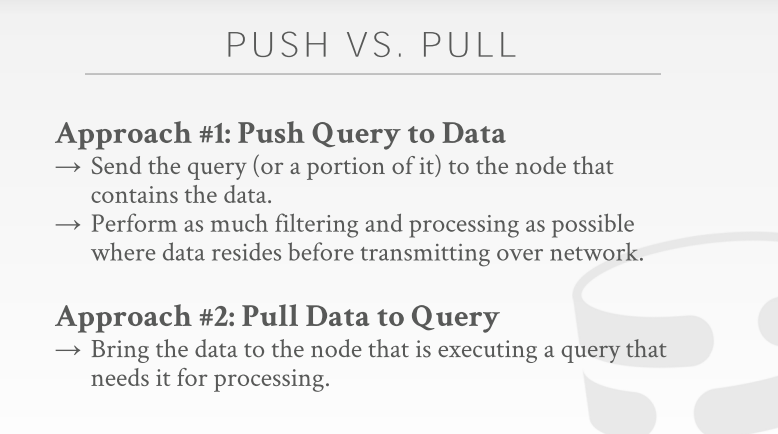 PUSH VS. PULL
Approach #1: Push Query to Data
→ Send the query (or a portion of it) to the node that
contains the data.
→ Perform as much filtering and processing as possible
where data resides before transmitting over network.
Approach #2: Pull Data to Query
→ Bring the data to the node that is executing a query that
needs it for processing.